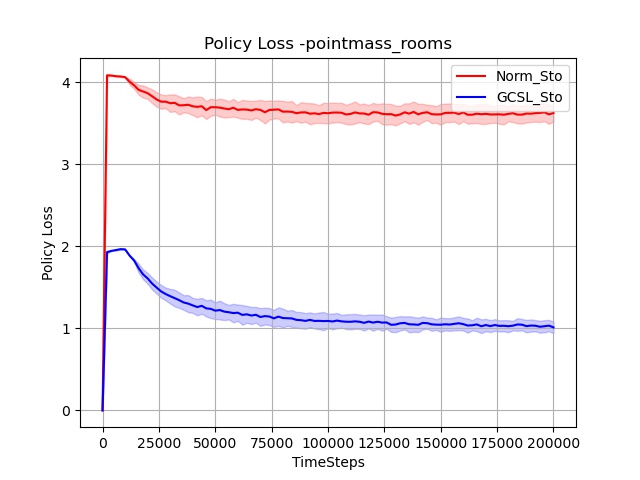 Policy Loss -pointmass_rooms
Norm_Sto
GCSL_Sto
4
3
2
1
0
Policy Loss
0 25000 50000 75000 100000 125000 150000 175000 200000
TimeSteps